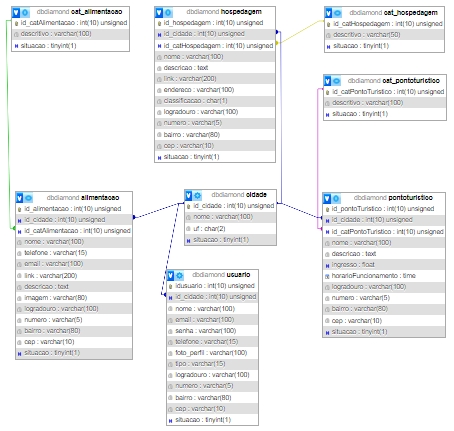 dbdiamond cat_alimentacao
id_catAlimentacao : int(10) unsigned
descritivo : varchar(100)
situacao : tinyint(1)
dbdiamond hospedagem
id_hospedagem : int(10) unsigned
id_cidade : int(10) unsigned
id_catHospedagem : int(10) unsigned
nome : varchar(100)
descricao : text
link : varchar(200)
endereco : varchar(100)
classificacao : char(1)
logradouro : varchar(100)
numero : varchar(5)
bairro : varchar(80)
cep : varchar(10)
situacao : tinyint(1)
dbdiamond cat_hospedagem
id_catHospedagem : int(10) unsigned
descritivo : varchar(50)
situacao : tinyint(1)
dbdiamond cat_pontoturistico
id_catPontoTuristico : int(10) unsigned
descritivo : varchar(100)
situacao : tinyint(1)
dbdiamond alimentacao
id_alimentacao : int(10) unsigned
id_cidade : int(10) unsigned
id_catAlimentacao : int(10) unsigned
nome : varchar(100)
telefone : varchar(15)
email : varchar(100)
link : varchar(200)
descricao : text
imagem : varchar(80)
logradouro : varchar(100)
numero : varchar(5)
bairro : varchar(80)
cep : varchar(10)
situacao : tinyint(1)
dbdiamond cidade
id_cidade : int(10) unsigned
nome : varchar(100)
uf : char(2)
situacao : tinyint(1)
dbdiamond pontoturistico
id_pontoTuristico : int(10) unsigned
id_cidade : int(10) unsigned
id_catPontoTuristico : int(10) unsigned
nome : varchar(100)
descricao : text
ingresso : float
horarioFuncionamento : time
logradouro : varchar(100)
numero : varchar(5)
bairro : varchar(80)
cep : varchar(10)
situacao : tinyint(1)
dbdiamond usuario
idusuario : int(10) unsigned
id_cidade : int(10) unsigned
nome : varchar(100)
email : varchar(100)
senha : varchar(100)
telefone : varchar(15)
foto_perfil : varchar(100)
tipo : varchar(15)
logradouro : varchar(100)
numero : varchar(5)
bairro : varchar(80)
cep : varchar(10)
situacao : tinyint(1)